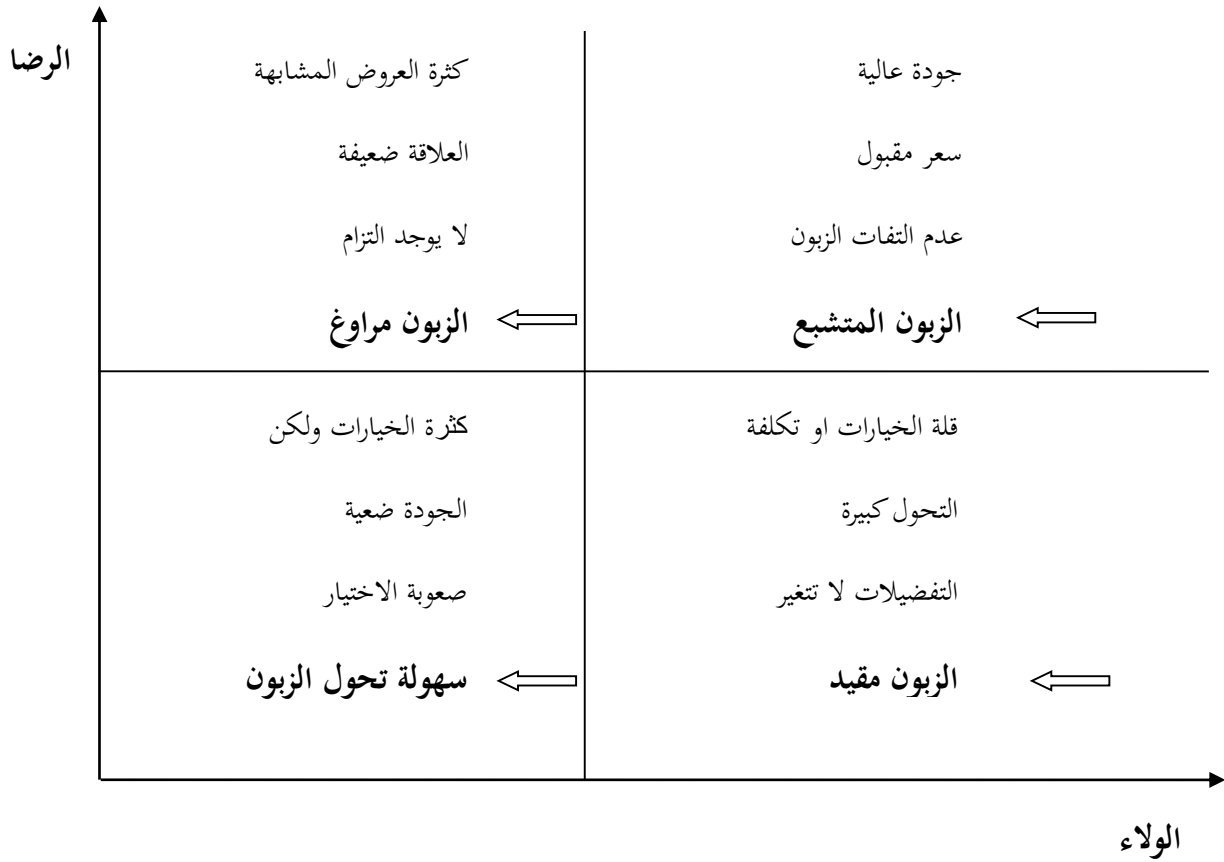 الرضا
جودة عالية
سعر مقبول
عدم التفات الزبون
الزبون المتشبع
كثرة العروض المشابهة
العلاقة ضعيفة
لا يوجد التزام
الزبون مراوغ
قلة الخيارات او تكلفة
التحول كبيرة
التفضيلات لا تتغير
الزبون مقيد
كثرة الخيارات ولكن
الجودة ضعية
صعوبة الاختيار
سهولة تحول الزبون
الولاء